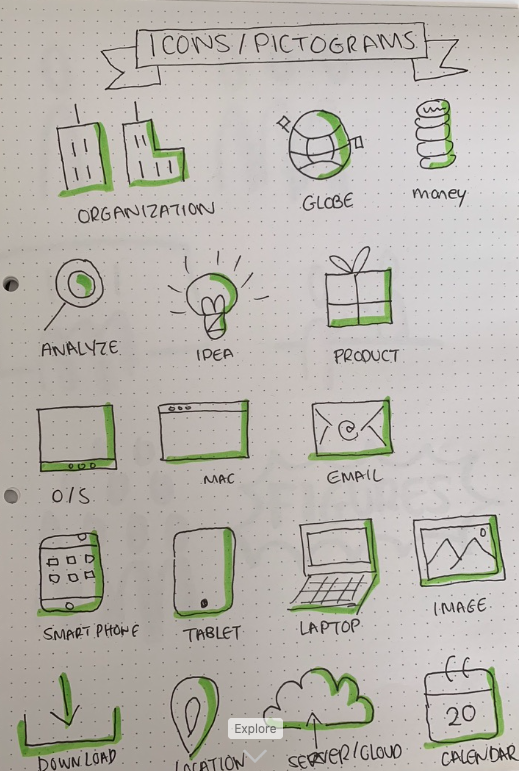 ICONS/PICTOGRAMS
ORGANIZATION
GLOBE
money
ANALYZE
IDEA
PRODUCT
O/S
MAC
@
EMAIL
SMART PHONE
TABLET
LAPTOP
IMAGE
20
Explore
DOWNLOAD
LOCATION
SERVER/CLOUD
CALENDAR